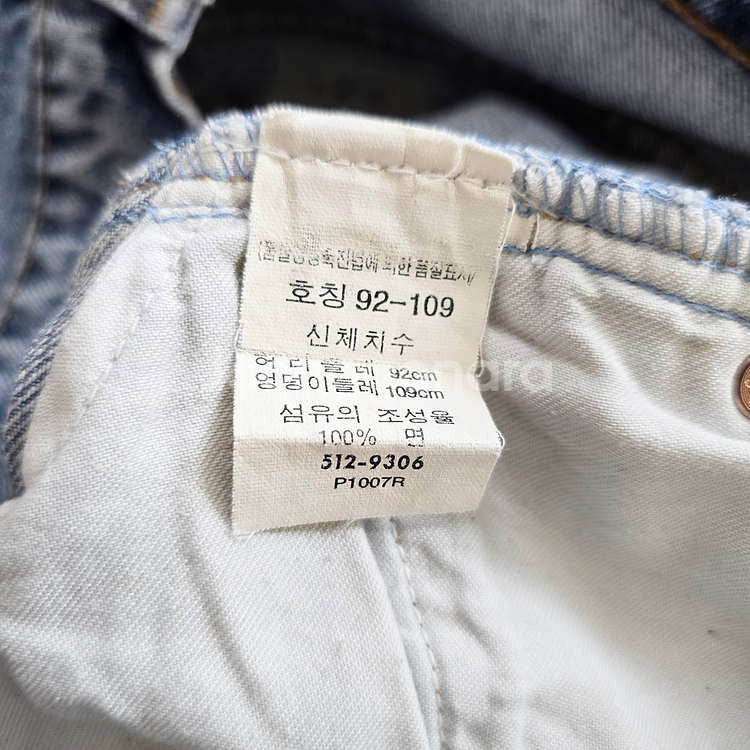 (품질경영촉진법에 의한 품질표시)
호칭 92-109
신체치수
허리둘레 92cm
엉덩이둘레 109cm
섬유의 조성율
100% 면
512-9306
P1007R